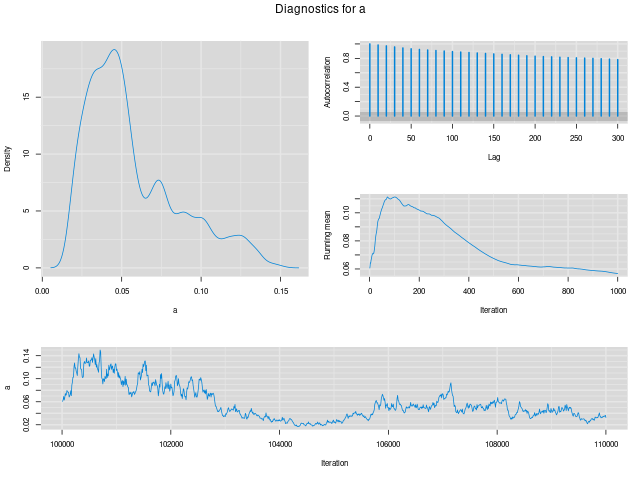 Diagnostics for a
Density
15
10
5
0
0.00 0.05 0.10 0.15
a
Autocorrelation
0.8
0.4
0.0
0 50 100 150 200 250 300
Lag
Running mean
0.10
0.08
0.06
0 200 400 600 800 1000
Iteration
a
0.14
0.10
0.06
0.02
100000 102000 104000 106000 108000 110000
Iteration